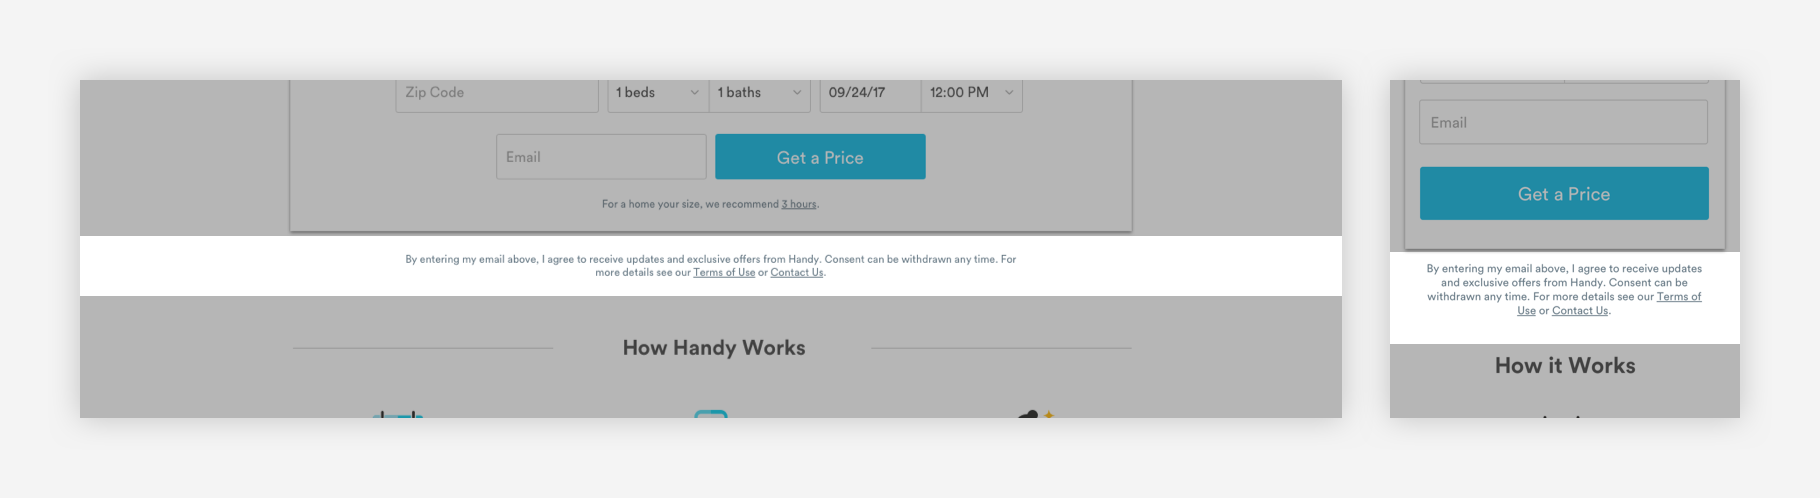 Zip Code 1 beds 1 baths 09/24/17 12:00 PM
Email Get a Price
For a home your size, we recommend 3 hours.
By entering my email above, I agree to receive updates and exclusive offers from Handy. Consent can be withdrawn any time. For
more details see our Terms of Use or Contact Us.
How Handy Works
Email
Get a Price
By entering my email above, I agree to receive updates
and exclusive offers from Handy. Consent can be
withdrawn any time. For more details see our Terms of
Use or Contact Us.
How it Works